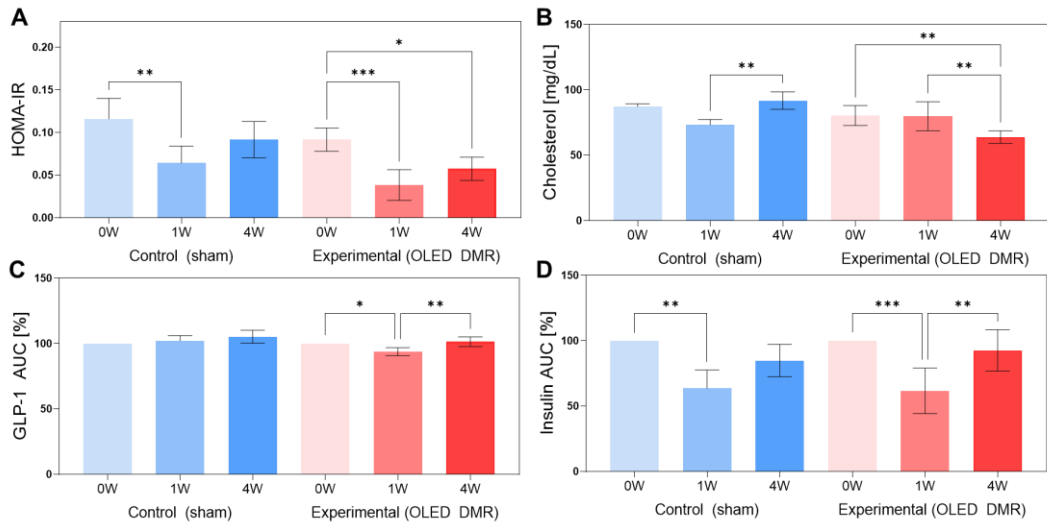 A
HOMA-IR
0.20
0.15
0.10
0.05
0.00
**
***
*
0W 1W 4W 0W 1W 4W
Control (sham) Experimental (OLED DMR)
B
Cholesterol [mg/dL]
150
100
50
0
**
**
**
0W 1W 4W 0W 1W 4W
Control (sham) Experimental (OLED DMR)
C
GLP-1 AUC [%]
150
100
50
0
*
**
0W 1W 4W 0W 1W 4W
Control (sham) Experimental (OLED DMR)
D
Insulin AUC [%]
150
100
50
0
**
***
**
0W 1W 4W 0W 1W 4W
Control (sham) Experimental (OLED DMR)